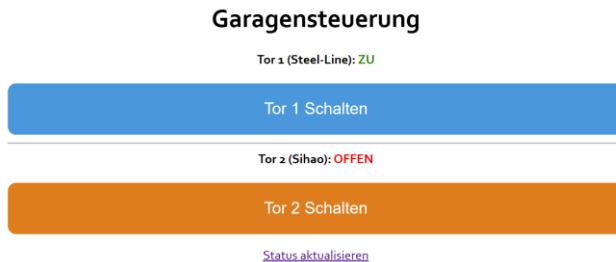 Garagensteuerung
Tor 1 (Steel-Line): ZU
Tor 1 Schalten
Tor 2 (Sihao): OFFEN
Tor 2 Schalten
Status aktualisieren